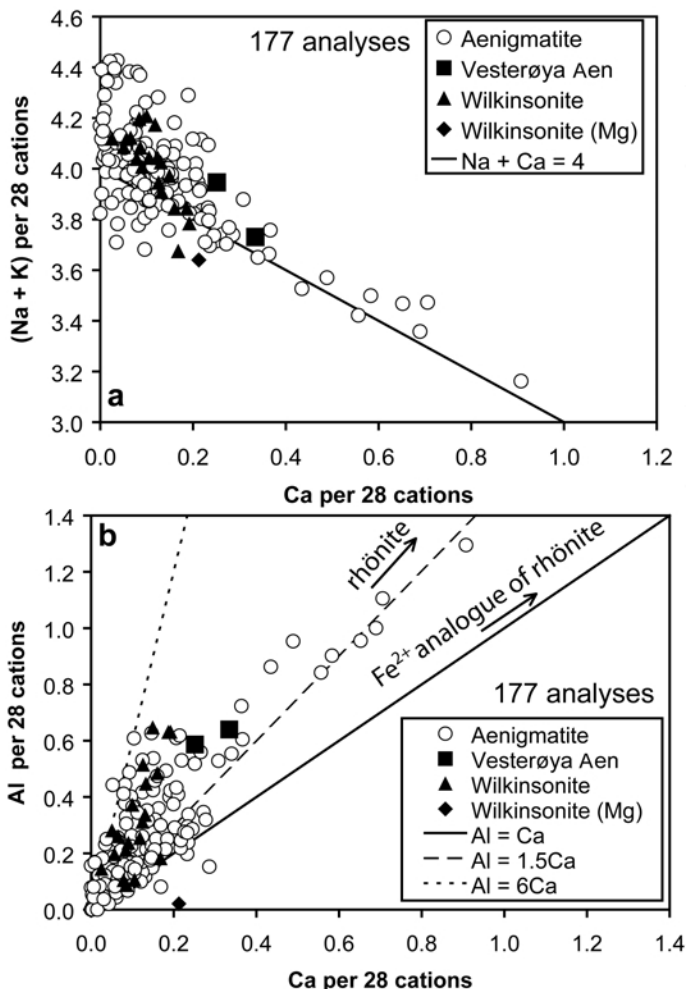 177 analyses
Aenigmatite
Vesterøya Aen
Wilkinsonite
Wilkinsonite (Mg)
Na + Ca = 4
4.6
4.4
4.2
4.0
3.8
3.6
3.4
3.2
3.0
(Na + K) per 28 cations
a
0.0 0.2 0.4 0.6 0.8 1.0 1.2
Ca per 28 cations
b
rhönite
Fe²⁺ analogue of rhönite
177 analyses
Aenigmatite
Vesterøya Aen
Wilkinsonite
Wilkinsonite (Mg)
Al = Ca
Al = 1.5Ca
Al = 6Ca
1.4
1.2
1.0
0.8
0.6
0.4
0.2
0.0
Al per 28 cations
0.0 0.2 0.4 0.6 0.8 1.0 1.2 1.4
Ca per 28 cations